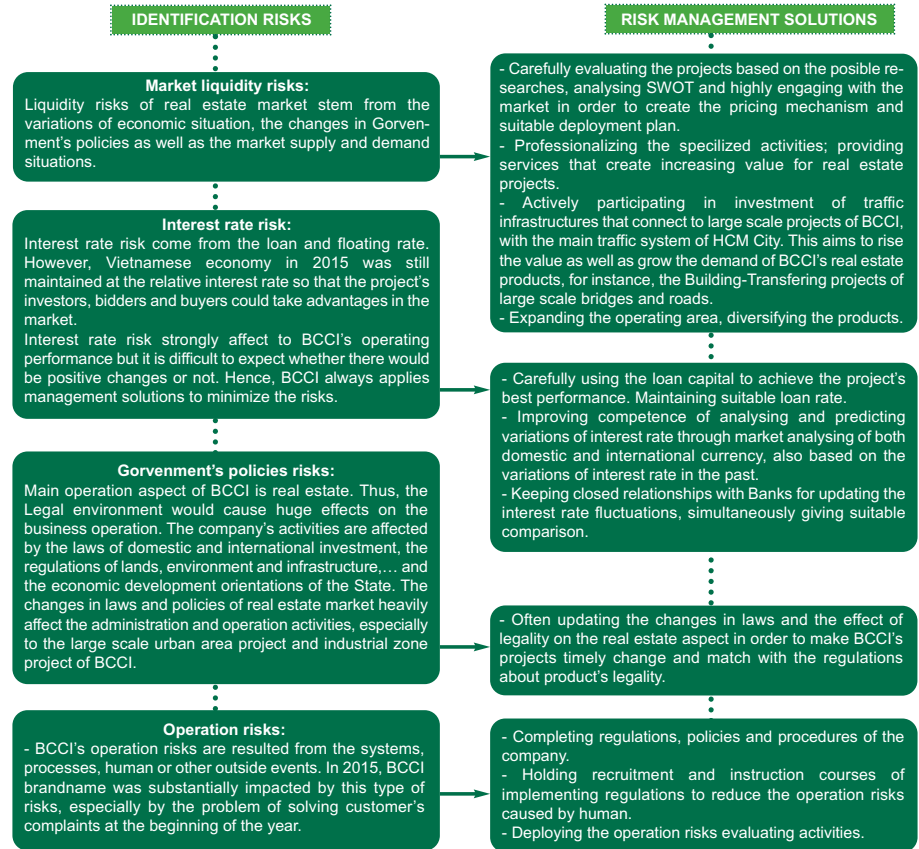 IDENTIFICATION RISKS
RISK MANAGEMENT SOLUTIONS
Market liquidity risks:
Liquidity risks of real estate market stem from the
variations of economic situation, the changes in Gorven-
ment's policies as well as the market supply and demand
situations.
- Carefully evaluating the projects based on the posible re-
searches, analysing SWOT and highly engaging with the
market in order to create the pricing mechanism and
suitable deployment plan.
- Professionalizing the specilized activities; providing
services that create increasing value for real estate
projects.
- Actively participating in investment of traffic
infrastructures that connect to large scale projects of BCCI,
with the main traffic system of HCM City. This aims to rise
the value as well as grow the demand of BCCI's real estate
products, for instance, the Building-Transfering projects of
large scale bridges and roads.
- Expanding the operating area, diversifying the products.
Interest rate risk:
Interest rate risk come from the loan and floating rate.
However, Vietnamese economy in 2015 was still
maintained at the relative interest rate so that the project's
investors, bidders and buyers could take advantages in the
market.
Interest rate risk strongly affect to BCCI's operating
performance but it is difficult to expect whether there would
be positive changes or not. Hence, BCCI always applies
management solutions to minimize the risks.
- Carefully using the loan capital to achieve the project's
best performance. Maintaining suitable loan rate.
- Improving competence of analysing and predicting
variations of interest rate through market analysing of both
domestic and international currency, also based on the
variations of interest rate in the past.
- Keeping closed relationships with Banks for updating the
interest rate fluctuations, simultaneously giving suitable
comparison.
Gorvenment's policies risks:
Main operation aspect of BCCI is real estate. Thus, the
Legal environment would cause huge effects on the
business operation. The company's activities are affected
by the laws of domestic and international investment, the
regulations of lands, environment and infrastructure,... and
the economic development orientations of the State. The
changes in laws and policies of real estate market heavily
affect the administration and operation activities, especially
to the large scale urban area project and industrial zone
project of BCCI.
- Often updating the changes in laws and the effect of
legality on the real estate aspect in order to make BCCI's
projects timely change and match with the regulations
about product's legality.
Operation risks:
- BCCI's operation risks are resulted from the systems,
processes, human or other outside events. In 2015, BCCI
brandname was substantially impacted by this type of
risks, especially by the problem of solving customer's
complaints at the beginning of the year.
- Completing regulations, policies and procedures of the
company.
- Holding recruitment and instruction courses of
implementing regulations to reduce the operation risks
caused by human.
- Deploying the operation risks evaluating activities.